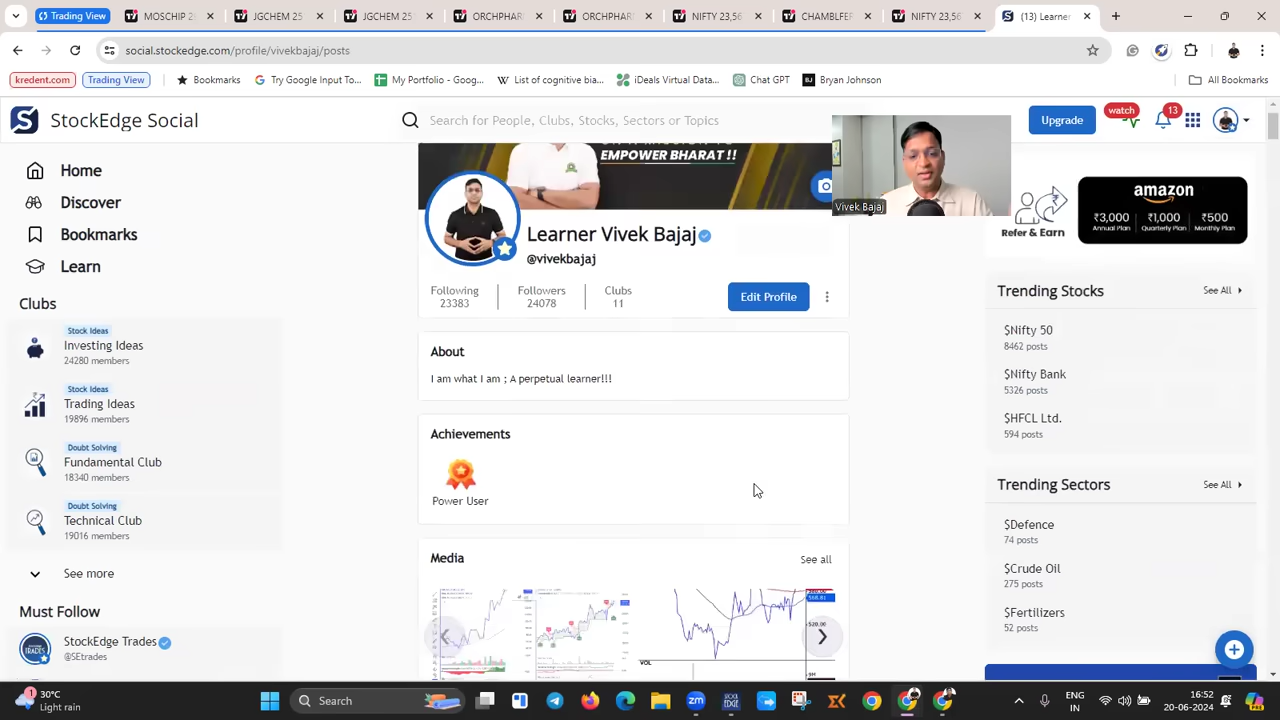 Trading View
MOSCHIP 2
JGCHEM 25
JGCHEM 25
ORCHPHAR
ORCHPHAR
NIFTY 23,56
CHAMBLFER
NIFTY 23,56
(13) Learner
social.stockedge.com/profile/vivekbajaj/posts
kredent.com
Trading View
Bookmarks
Try Google Input To...
My Portfolio - Goog...
List of cognitive bia...
iDeals Virtual Data...
Chat GPT
Bryan Johnson
All Bookmarks
StockEdge Social
Search for People, Clubs, Stocks, Sectors or Topics
Upgrade
watch
13
Home
Discover
Bookmarks
Learn
Clubs
Stock Ideas
Investing Ideas
24280 members
Stock Ideas
Trading Ideas
19896 members
Doubt Solving
Fundamental Club
18340 members
Doubt Solving
Technical Club
19016 members
See more
Must Follow
StockEdge Trades
@SEtrades
EMPOWER BHARAT !!
Vivek Bajaj
Learner Vivek Bajaj
@vivekbajaj
Following
23383
Followers
24078
Clubs
11
Edit Profile
About
I am what I am ; A perpetual learner!!!
Achievements
Power User
Media
See all
568.81
520.00
VOL
Refer & Earn
amazon
₹3,000
Annual Plan
₹1,000
Quarterly Plan
₹500
Monthly Plan
Trending Stocks
See All
$Nifty 50
8462 posts
$Nifty Bank
5326 posts
$HFCL Ltd.
594 posts
Trending Sectors
See All
$Defence
74 posts
$Crude Oil
275 posts
$Fertilizers
52 posts
1
30°C
Light rain
Search
ENG
IN
16:52
20-06-2024